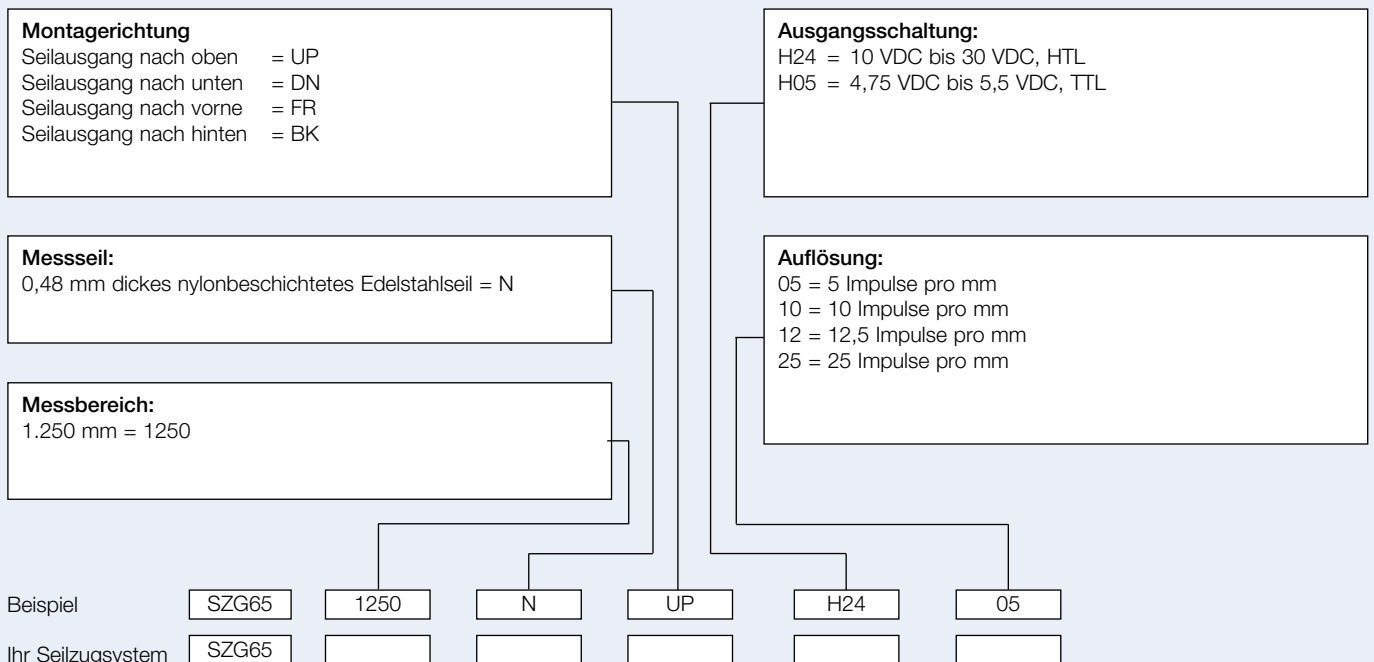 Montagerichtung
Seilausgang nach oben = UP
Seilausgang nach unten = DN
Seilausgang nach vorne = FR
Seilausgang nach hinten = BK
Ausgangsschaltung:
H24 = 10 VDC bis 30 VDC, HTL
H05 = 4,75 VDC bis 5,5 VDC, TTL
Messseil:
0,48 mm dickes nylonbeschichtetes Edelstahlseil = N
Auflösung:
05 = 5 Impulse pro mm
10 = 10 Impulse pro mm
12 = 12,5 Impulse pro mm
25 = 25 Impulse pro mm
Messbereich:
1.250 mm = 1250
Beispiel SZG65 1250 N UP H24 05
Ihr Seilzugsystem SZG65